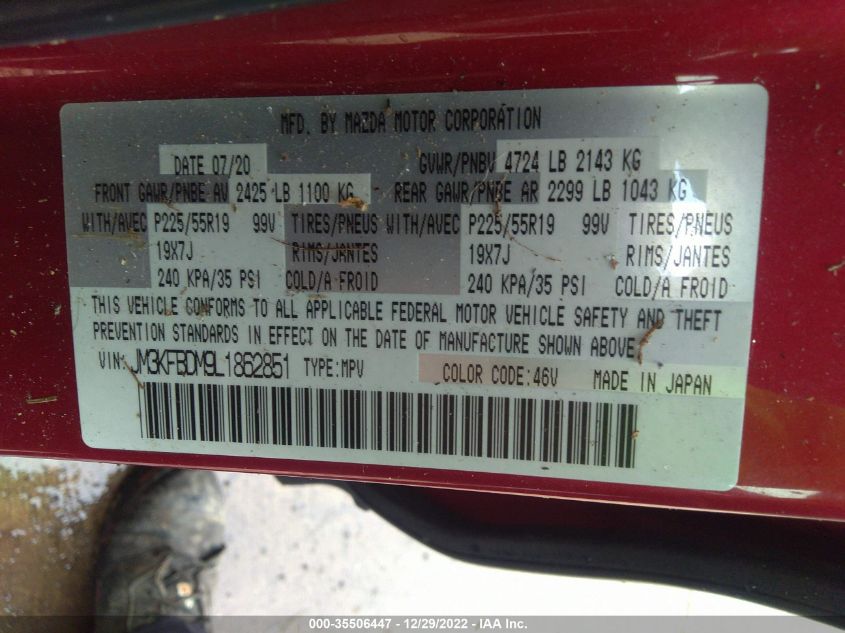 MFD. BY MAZDA MOTOR CORPORATION
DATE 07/20 GVWR/PNBV 4724 LB 2143 KG
FRONT GAWR/PNBE AV 2425 LB 1100 KG REAR GAWR/PNBE AR 2299 LB 1043 KG
WITH/AVEC P225/55R19 99V TIRES/PNEUS WITH/AVEC P225/55R19 99V TIRES/PNEUS
19X7J RIMS/JANTES 19X7J RIMS/JANTES
240 KPA/35 PSI COLD/A FROID 240 KPA/35 PSI COLD/A FROID
THIS VEHICLE CONFORMS TO ALL APPLICABLE FEDERAL MOTOR VEHICLE SAFETY AND THEFT
PREVENTION STANDARDS IN EFFECT ON THE DATE OF MANUFACTURE SHOWN ABOVE.
VIN: JM3KFBDM9L1862851 TYPE:MPV COLOR CODE:46V MADE IN JAPAN
000-35506447 - 12/29/2022 - IAA Inc.